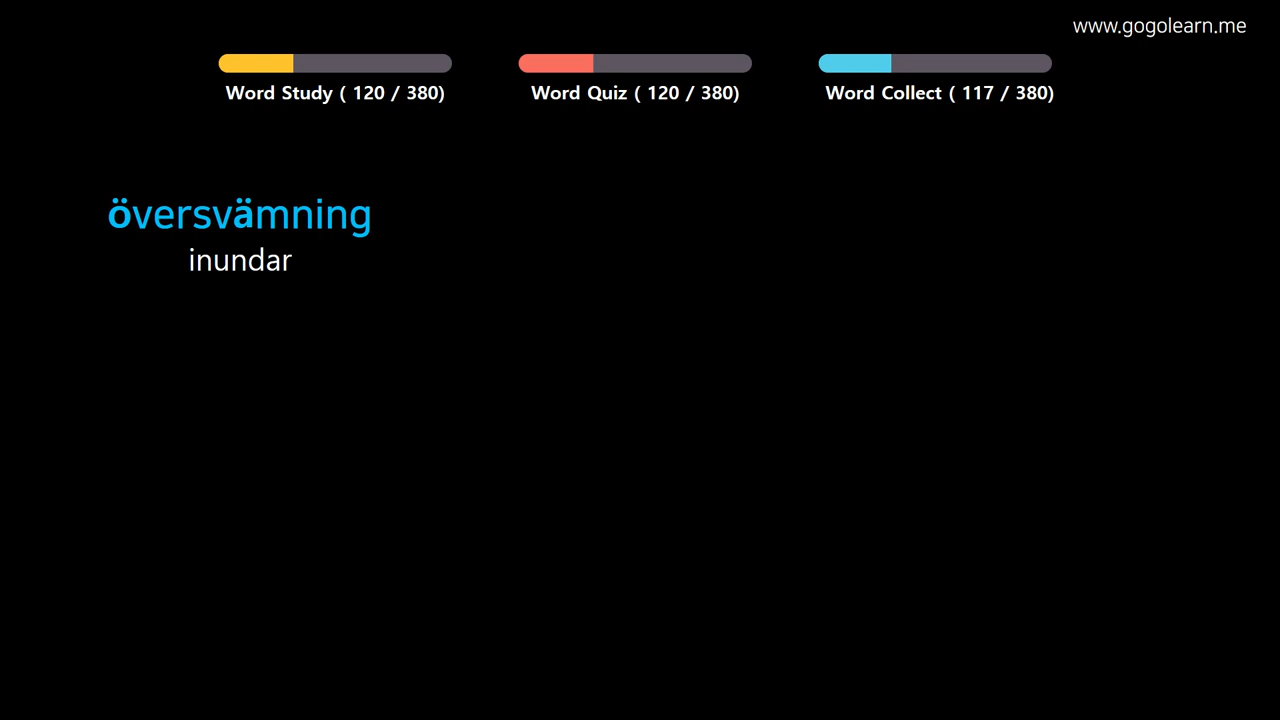 www.gogolearn.me
Word Study ( 120 / 380)
Word Quiz ( 120 / 380)
Word Collect ( 117 / 380)
översvämning
inundar